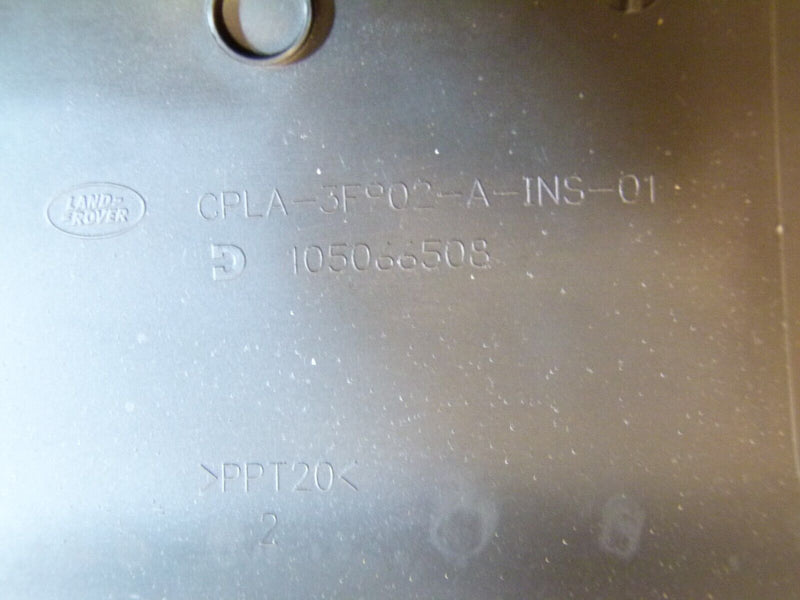 LAND-
ROVER
CPLA-3F902-A-INS-01
105066508
>PPT20<
2